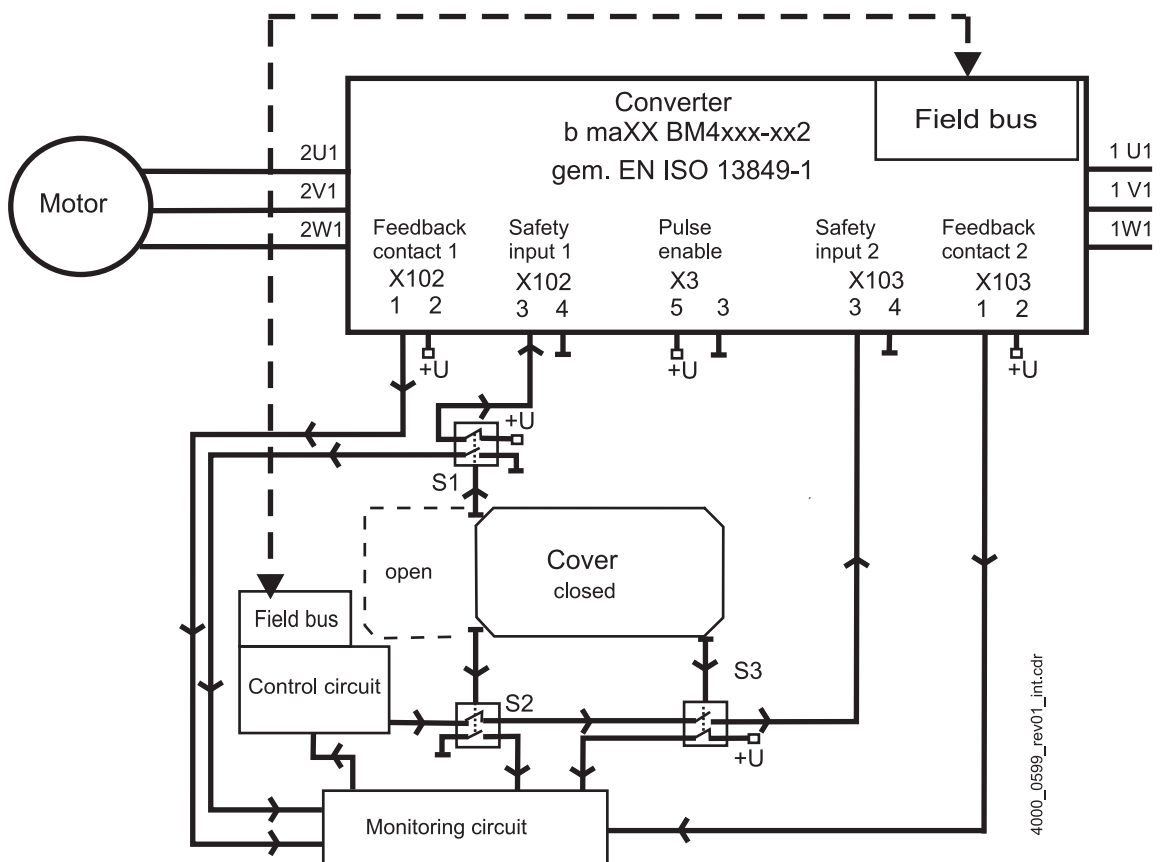 Converter
b maXX BM4xxx-xx2
gem. EN ISO 13849-1
Field bus
Motor
2U1
2V1
2W1
1 U1
1 V1
1W1
Feedback
contact 1
X102
1 2
Safety
input 1
X102
3 4
Pulse
enable
X3
5 3
Safety
input 2
X103
3 4
Feedback
contact 2
X103
1 2
+U
+U
+U
+U
S1
open
Cover
closed
Field bus
Control circuit
S2
S3
+U
Monitoring circuit
4000_0599_rev01_int.cdr